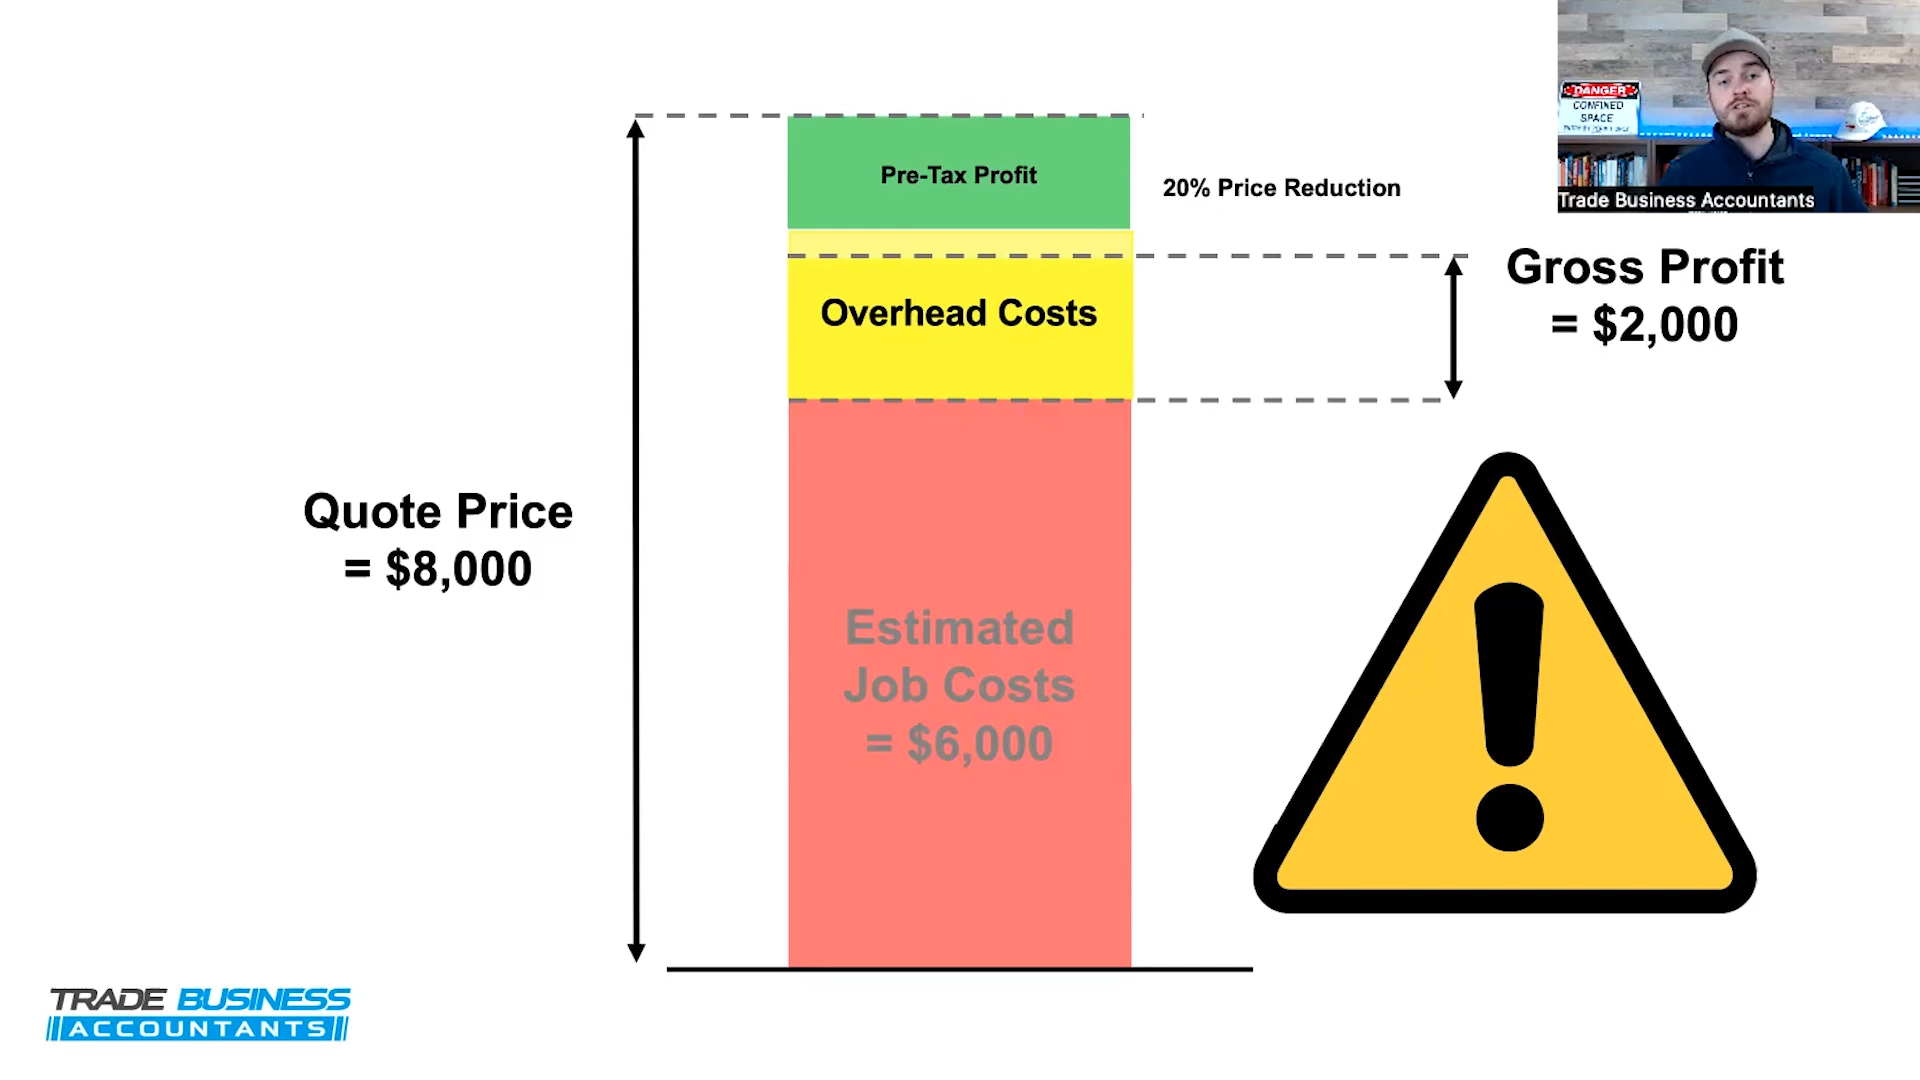 Pre-Tax Profit
20% Price Reduction
DANGER
CONFINED
SPACE
Trade Business Accountants
Overhead Costs
Gross Profit
= $2,000
Quote Price
= $8,000
Estimated
Job Costs
= $6,000
TRADE BUSINESS
ACCOUNTANTS